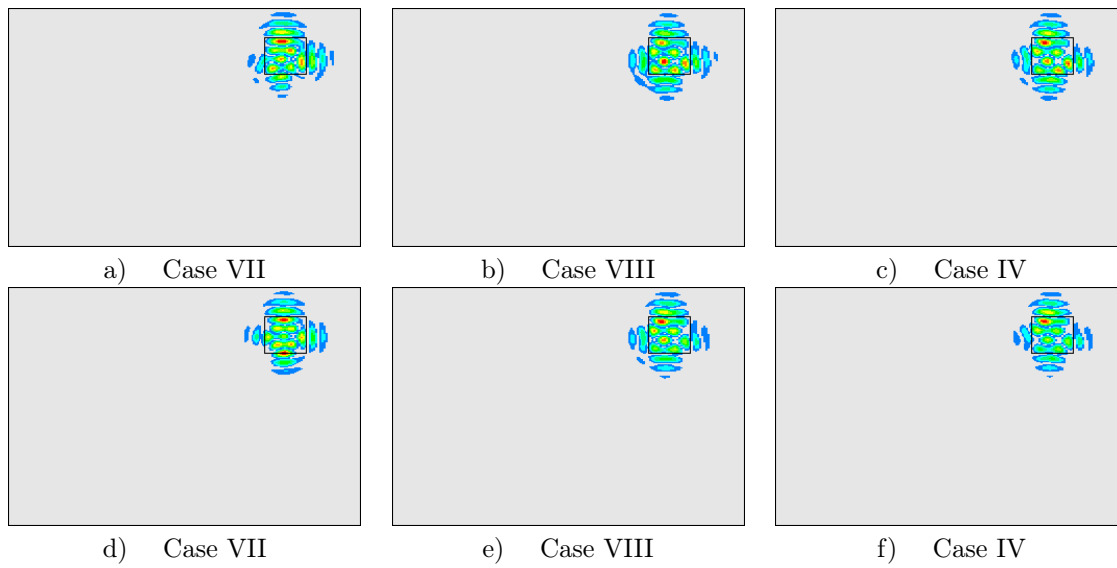 a) Case VII
b) Case VIII
c) Case IV
d) Case VII
e) Case VIII
f) Case IV